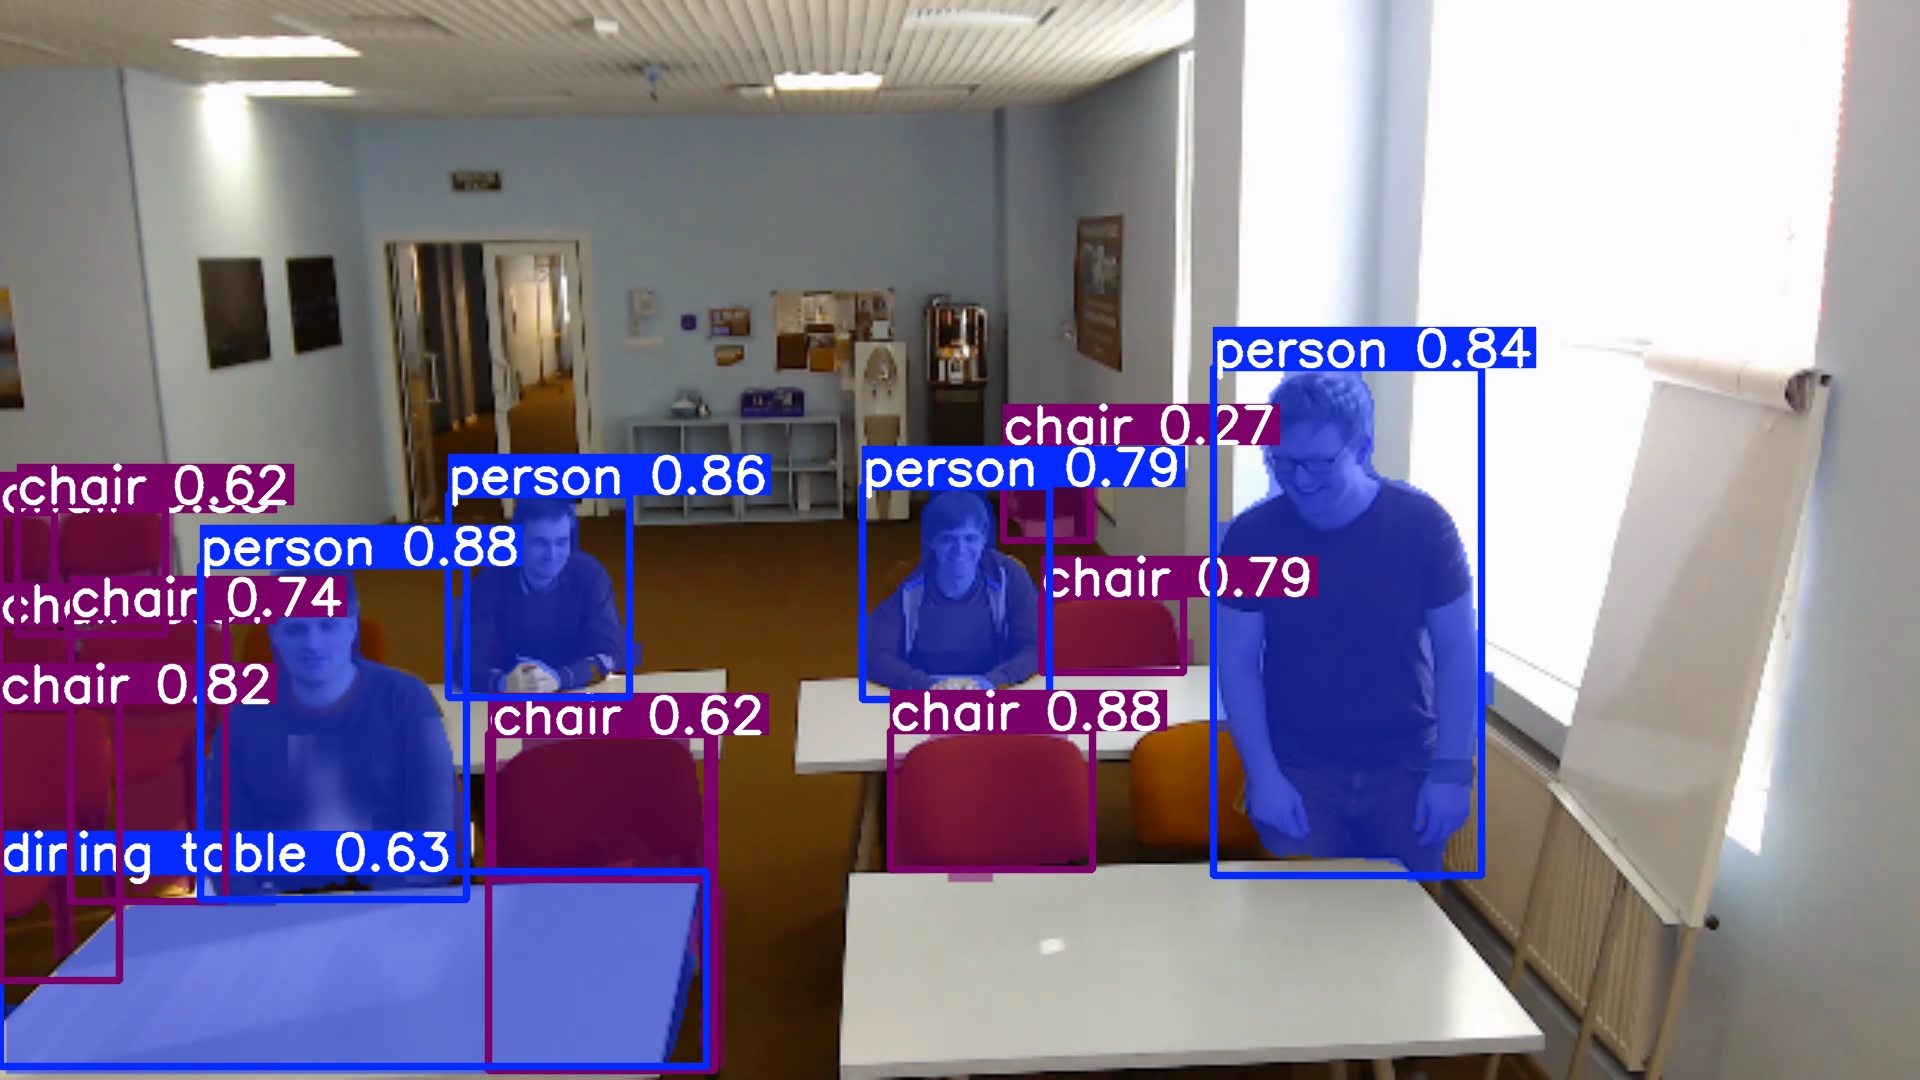 person 0.84
chair 0.27
person 0.79
person 0.86
chair 0.62
person 0.88
chair 0.79
chair 0.74
chair 0.82
chair 0.62
chair 0.88
dining table 0.63